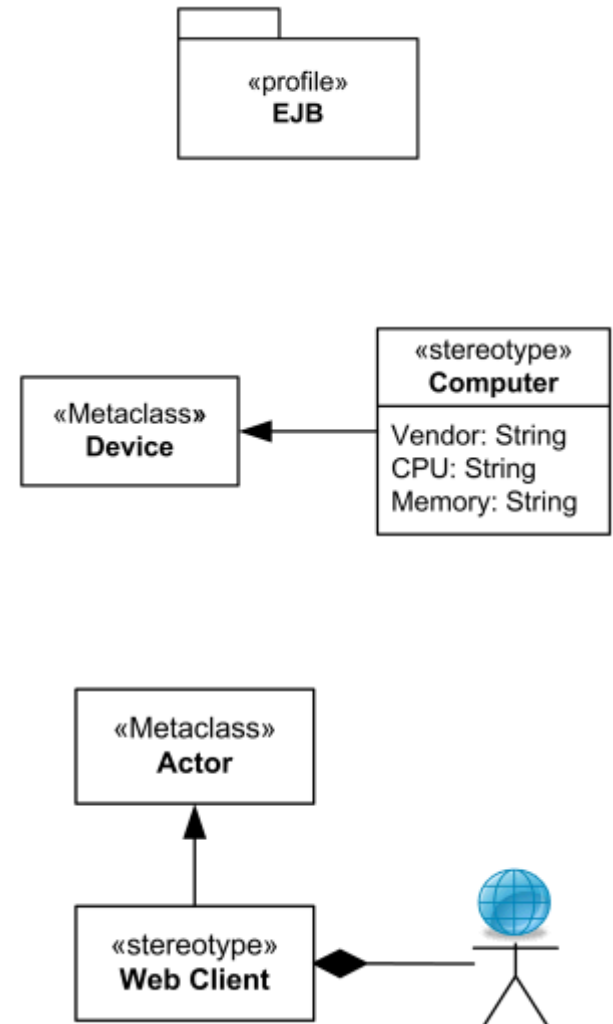 «profile»
EJB
«stereotype»
Computer
«Metaclass»
Device
Vendor: String
CPU: String
Memory: String
«Metaclass»
Actor
«stereotype»
Web Client